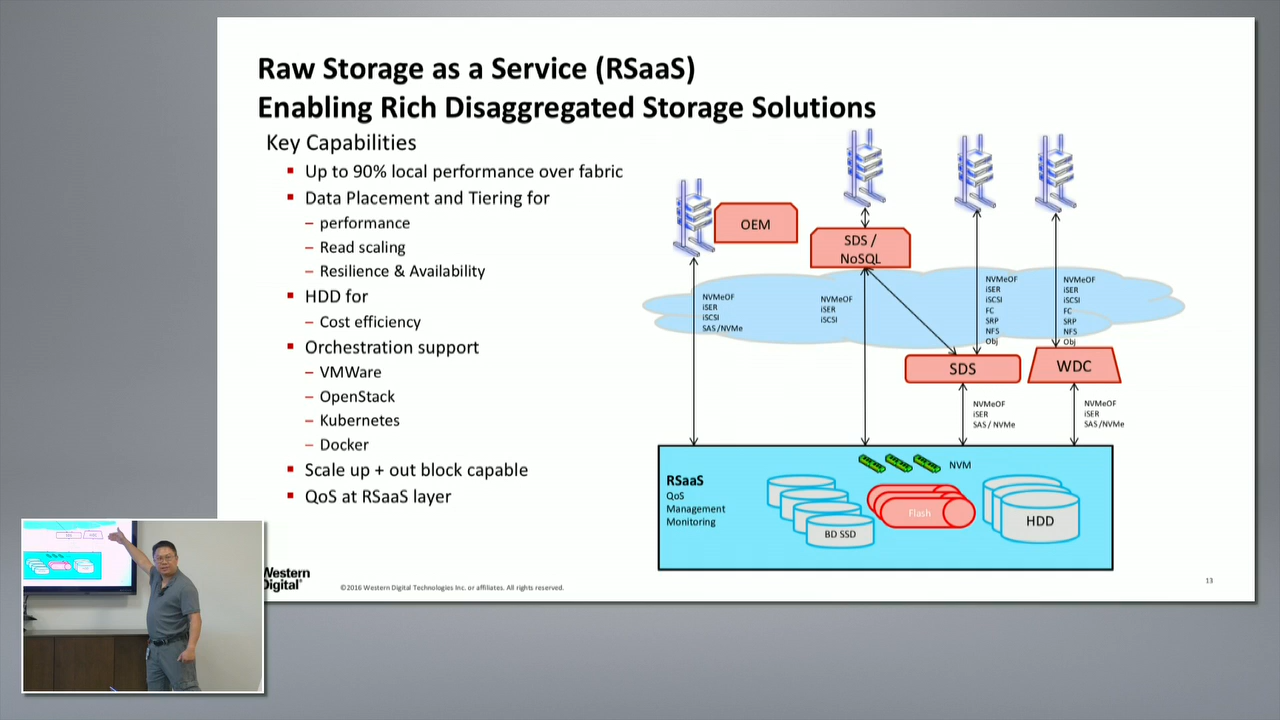 Raw Storage as a Service (RSaaS)
Enabling Rich Disaggregated Storage Solutions
Key Capabilities
Up to 90% local performance over fabric
Data Placement and Tiering for
– performance
– Read scaling
– Resilience & Availability
HDD for
– Cost efficiency
Orchestration support
– VMWare
– OpenStack
– Kubernetes
– Docker
Scale up + out block capable
QoS at RSaaS layer
OEM
SDS /
NoSQL
NVMeOF
iSER
iSCSI
SAS /NVMe
NVMeOF
iSER
iSCSI
NVMeOF
iSER
iSCSI
FC
SRP
NFS
Obj
NVMeOF
iSER
iSCSI
FC
SRP
NFS
Obj
SDS
WDC
NVMeOF
iSER
SAS / NVMe
NVMeOF
iSER
SAS /NVMe
RSaaS
QoS
Management
Monitoring
NVM
BD SSD
Flash
HDD
Western
Digital
©2016 Western Digital Technologies Inc. or affiliates. All rights reserved.
13